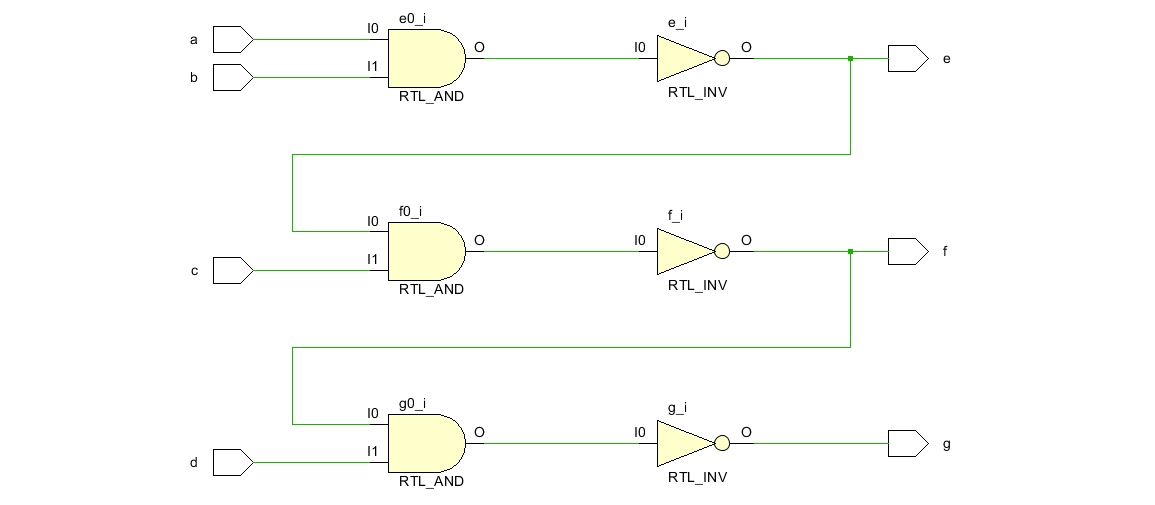 e0_i e_i
a I0 O I0 O e
b I1
RTL_AND RTL_INV
f0_i f_i
I0 O I0 O f
c I1
RTL_AND RTL_INV
g0_i g_i
I0 O I0 O g
d I1
RTL_AND RTL_INV